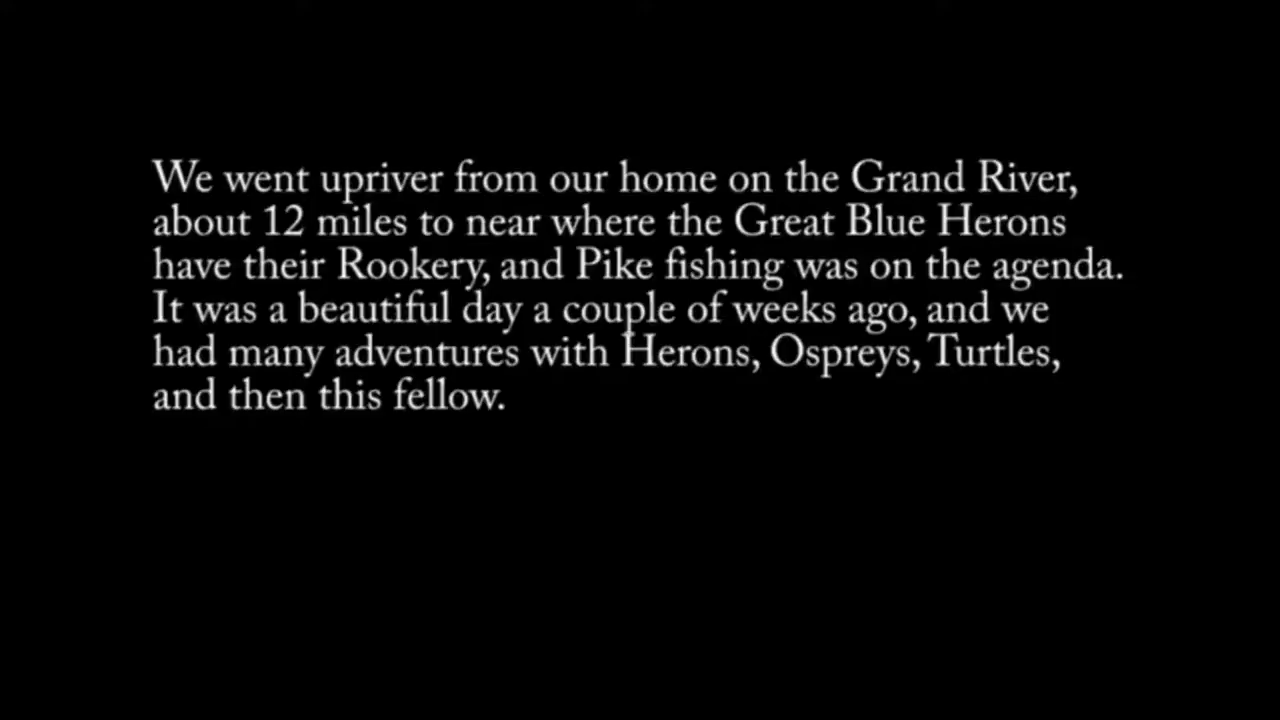 We went upriver from our home on the Grand River,
about 12 miles to near where the Great Blue Herons
have their Rookery, and Pike fishing was on the agenda.
It was a beautiful day a couple of weeks ago, and we
had many adventures with Herons, Ospreys, Turtles,
and then this fellow.